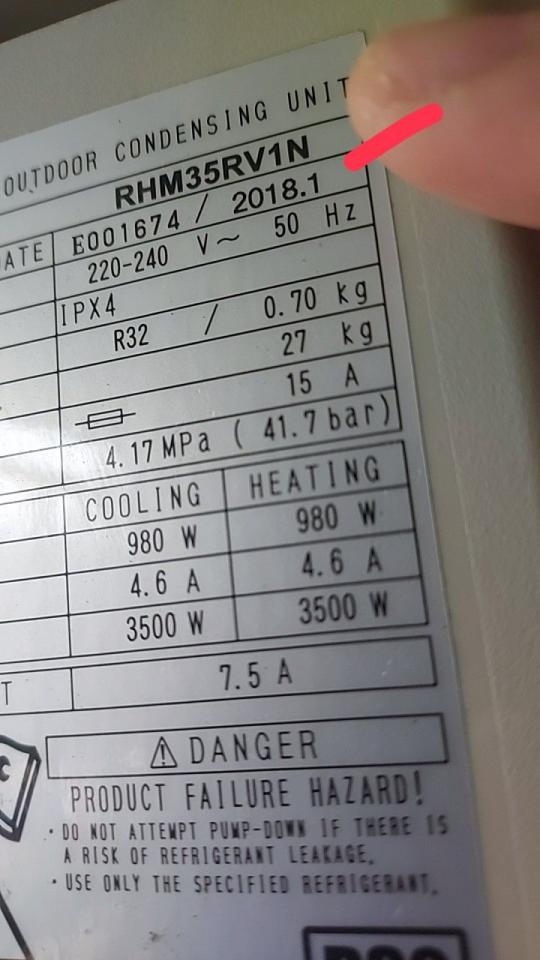 OUTDOOR CONDENSING UNIT
RHM35RV1N
ATE E001674 / 2018.1
220-240 V~ 50 Hz
IPX4
R32 / 0.70 kg
27 kg
15 A
4.17 MPa ( 41.7 bar)
COOLING HEATING
980 W 980 W
4.6 A 4.6 A
3500 W 3500 W
T 7.5 A
⚠ DANGER
PRODUCT FAILURE HAZARD!
・DO NOT ATTEMPT PUMP-DOWN IF THERE IS
A RISK OF REFRIGERANT LEAKAGE.
・USE ONLY THE SPECIFIED REFRIGERANT.